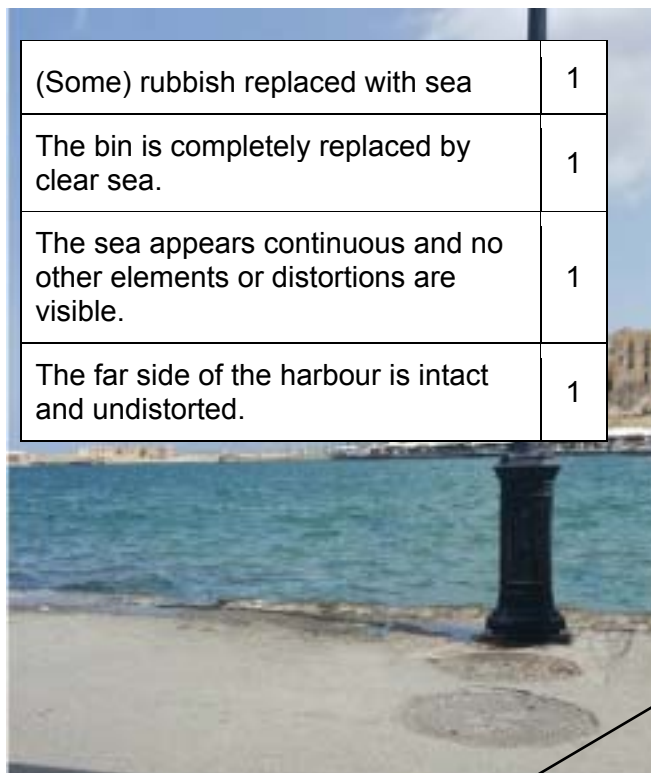 (Some) rubbish replaced with sea 1
The bin is completely replaced by
clear sea. 1
The sea appears continuous and no
other elements or distortions are
visible. 1
The far side of the harbour is intact
and undistorted. 1